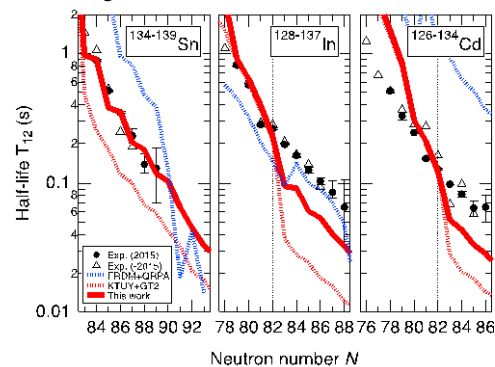 134-139Sn
128-137In
126-134Cd
2
1
0.1
0.01
Half-life T12 (s)
Exp. (2015)
Exp. (-2015)
FRDM+QRPA
KTUY+GT2
This work
84 86 88 90 92
78 80 82 84 86 88
76 78 80 82 84 86
Neutron number N